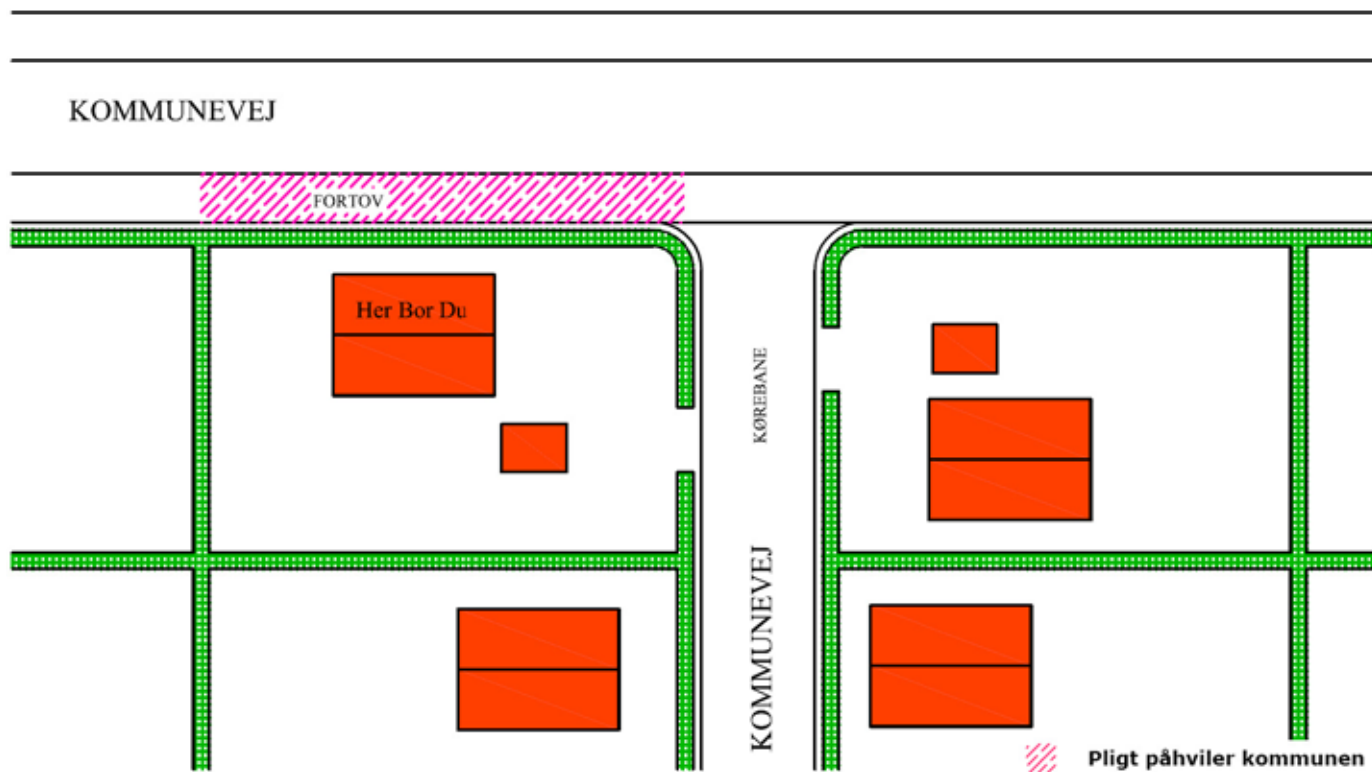 KOMMUNEVEJ
FORTOV
Her Bor Du
KØREBANE
KOMMUNEVEJ
Pligt påhviler kommunen